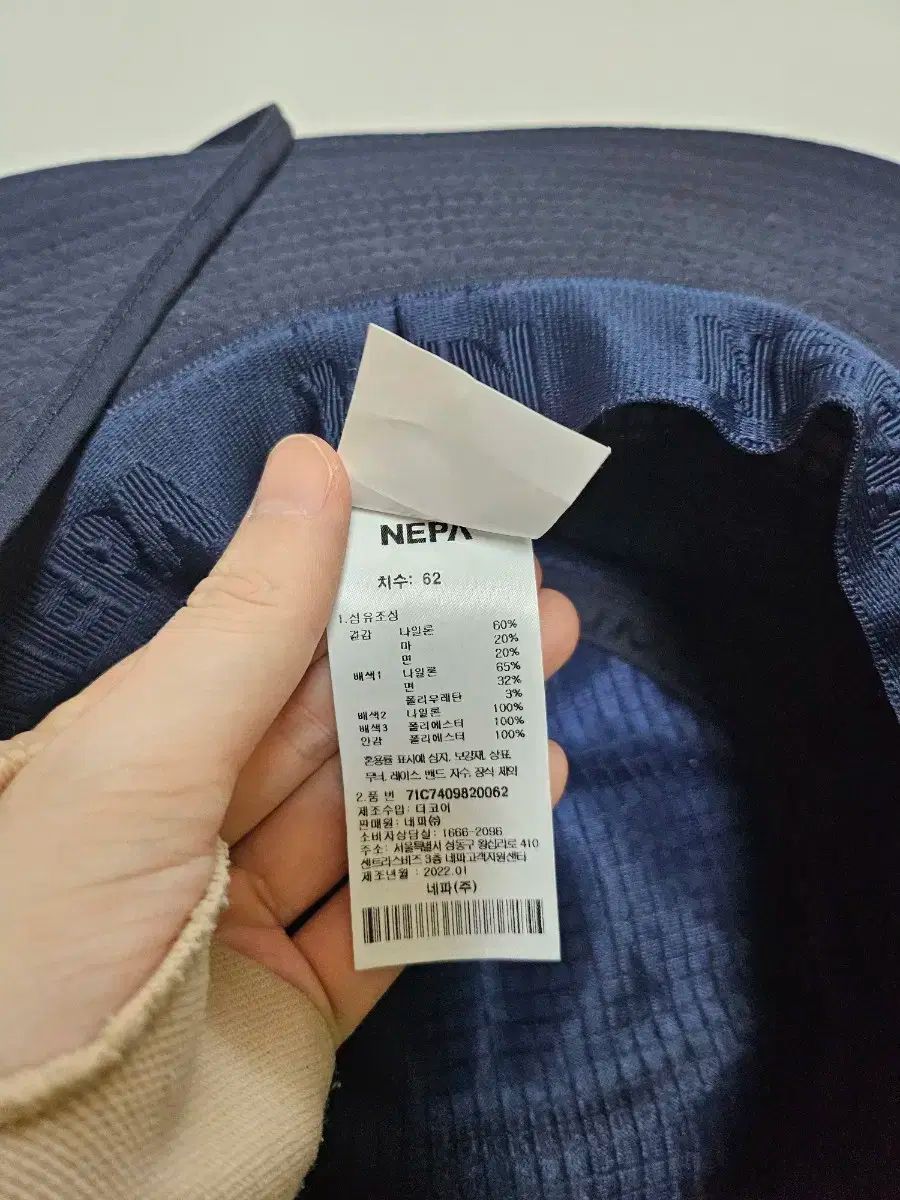 NEPA
치수: 62
1.섬유조성
겉감 나일론 60%
마 20%
면 20%
배색1 나일론 65%
면 32%
폴리우레탄 3%
배색2 나일론 100%
배색3 폴리에스터 100%
안감 폴리에스터 100%
혼용률 표시에 심지, 보강재, 상표,
무늬, 레이스, 밴드, 자수, 장식 제외
2.품 번 71C7409820062
제조수입: 더코어
판매원: 네파㈜
소비자상담실: 1666-2096
주소: 서울특별시 성동구 왕십리로 410
센트라스비즈 3층 네파고객지원센타
제조년월: 2022.01
네파(주)